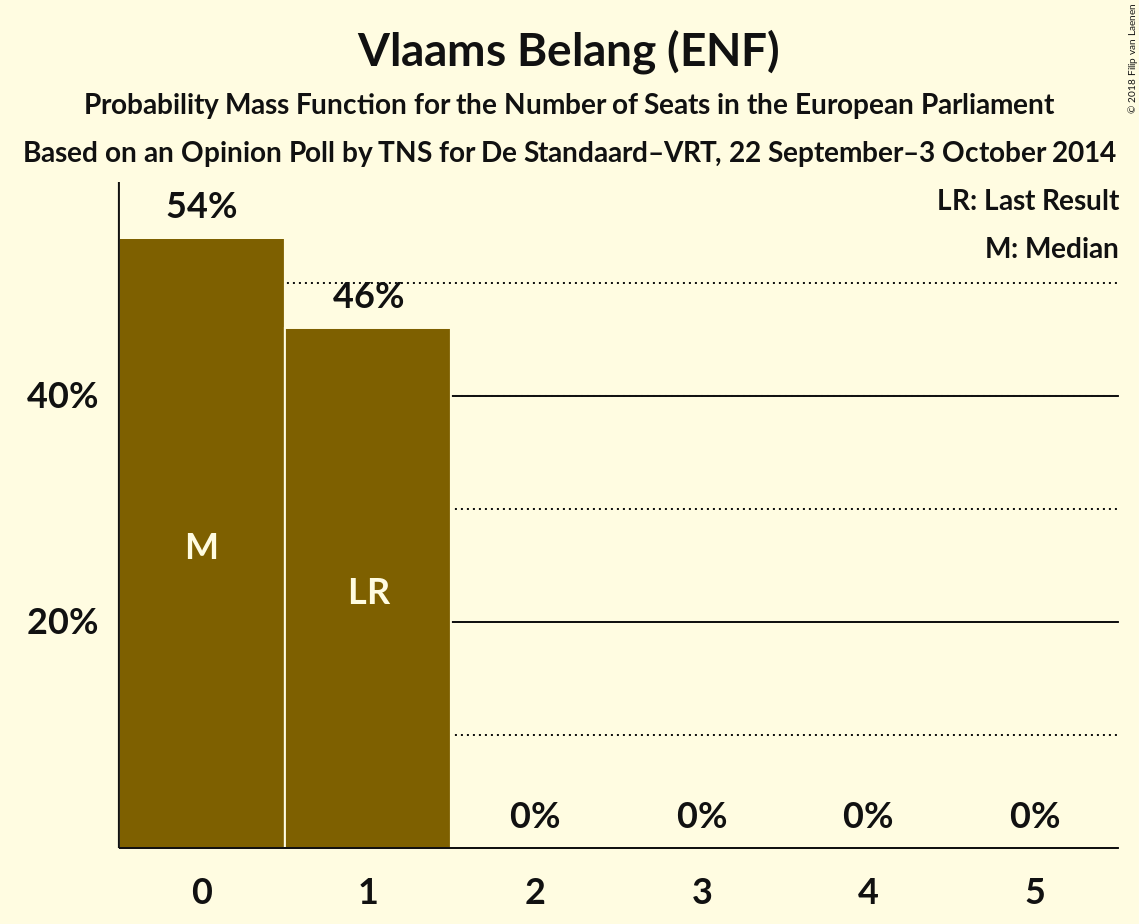 Vlaams Belang (ENF)
Probability Mass Function for the Number of Seats in the European Parliament
Based on an Opinion Poll by TNS for De Standaard–VRT, 22 September–3 October 2014
© 2018 Filip van Laenen
LR: Last Result
M: Median
54%
46%
40%
20%
M
LR
0%
0%
0%
0%
0
1
2
3
4
5